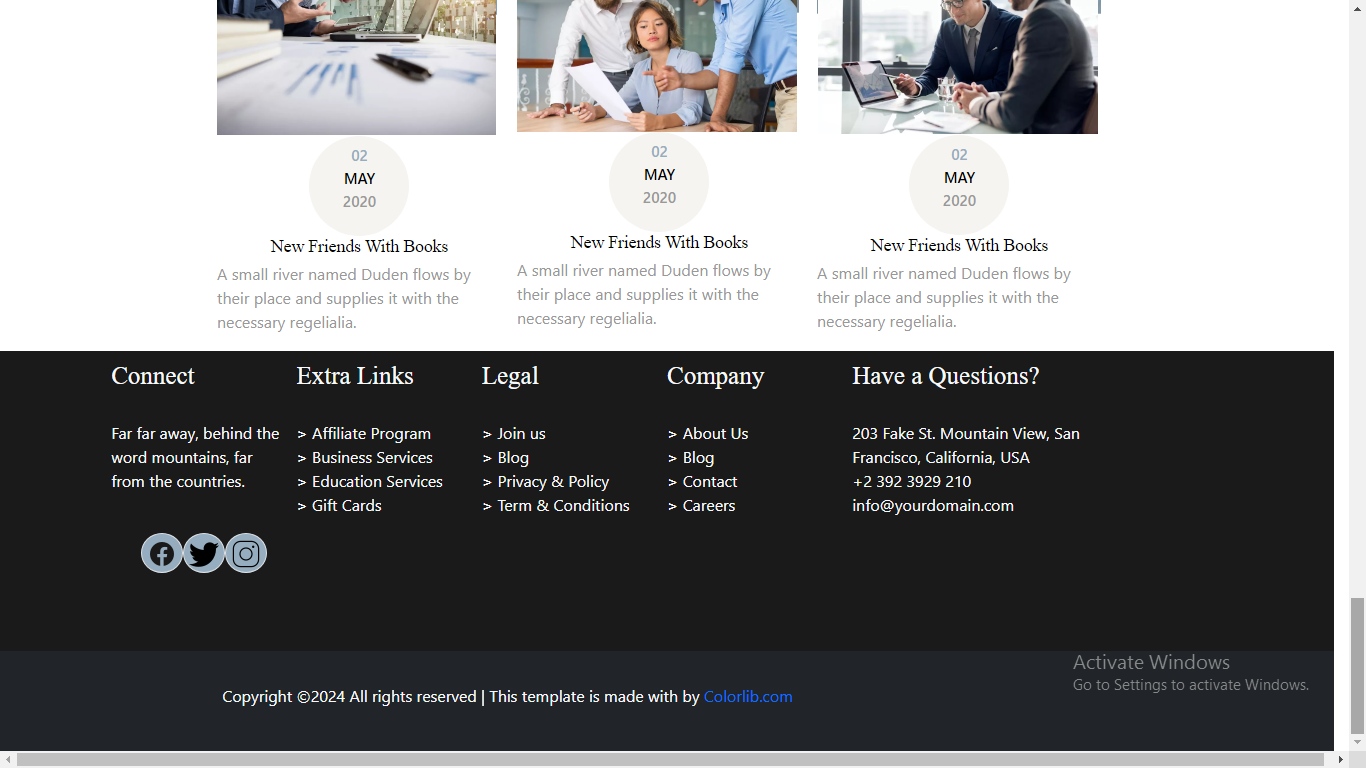 02
MAY
2020
New Friends With Books
A small river named Duden flows by
their place and supplies it with the
necessary regelialia.
02
MAY
2020
New Friends With Books
A small river named Duden flows by
their place and supplies it with the
necessary regelialia.
02
MAY
2020
New Friends With Books
A small river named Duden flows by
their place and supplies it with the
necessary regelialia.
Connect
Far far away, behind the
word mountains, far
from the countries.
Extra Links
> Affiliate Program
> Business Services
> Education Services
> Gift Cards
Legal
> Join us
> Blog
> Privacy & Policy
> Term & Conditions
Company
> About Us
> Blog
> Contact
> Careers
Have a Questions?
203 Fake St. Mountain View, San
Francisco, California, USA
+2 392 3929 210
info@yourdomain.com
Activate Windows
Go to Settings to activate Windows.
Copyright ©2024 All rights reserved | This template is made with by Colorlib.com